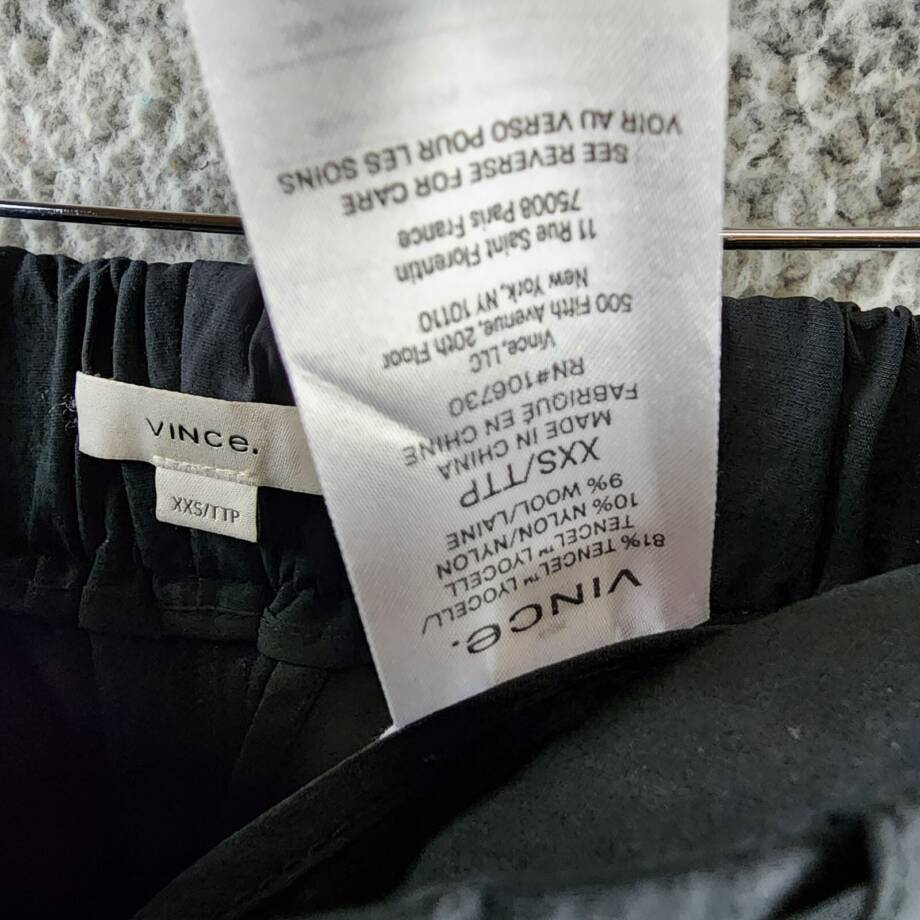 VINCE.
XXS/TTP
VINCE.
81% TENCEL™ LYOCELL/
TENCEL™ LYOCELL
10% NYLON/NYLON
9% WOOL/LAINE
XXS/TTP
MADE IN CHINA
FABRIQUÉ EN CHINE
RN#106730
Vince, LLC
500 Fifth Avenue, 20th Floor
New York, NY 10110
11 Rue Saint Florentin
75008 Paris France
SEE REVERSE FOR CARE
VOIR AU VERSO POUR LES SOINS